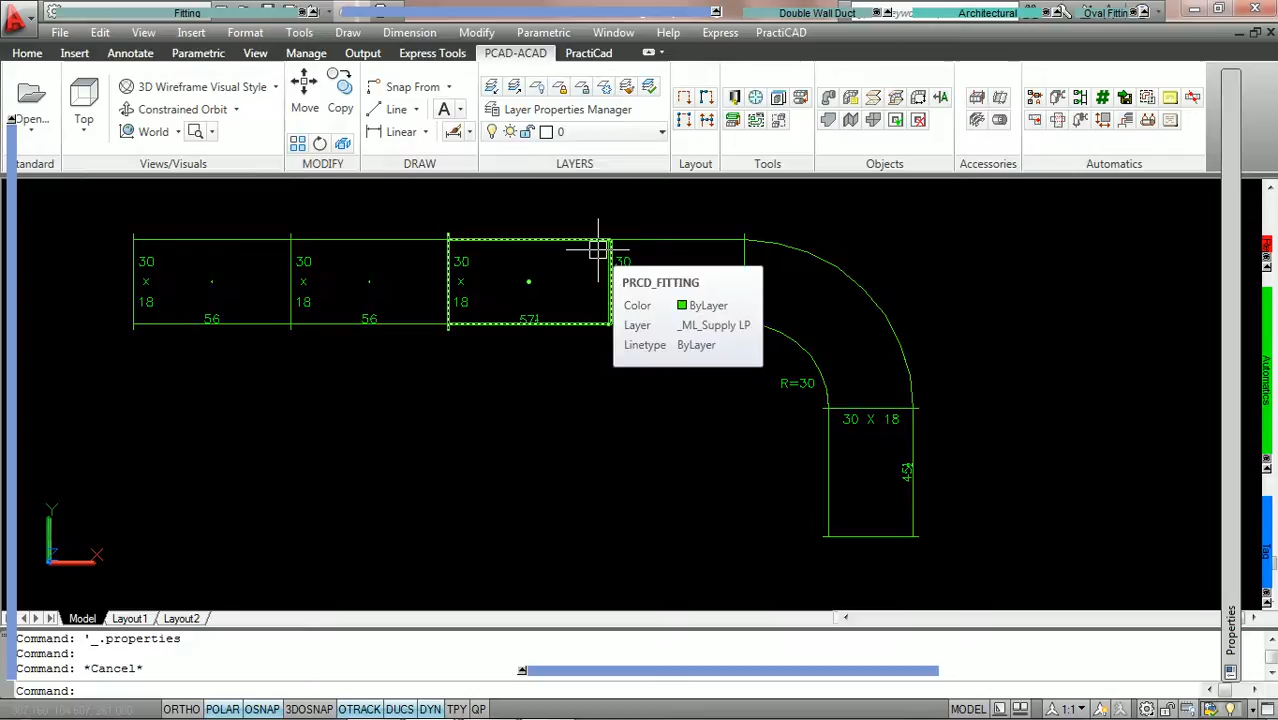 Fitting
Double Wall Duct
Architectural
Oval Fittin
File Edit View Insert Format Tools Draw Dimension Modify Parametric Window Help Express PractiCAD
Home Insert Annotate Parametric View Manage Output Express Tools PCAD-ACAD PractiCad
Open... Top
3D Wireframe Visual Style
Constrained Orbit
World
Move Copy
Snap From
Line A
Linear
Layer Properties Manager
0
tandard Views/Visuals MODIFY DRAW LAYERS Layout Tools Objects Accessories Automatics
30 30 30 30
x x x
18 18 18
56 56 571
PRCD_FITTING
Color ByLayer
Layer _ML_Supply LP
Linetype ByLayer
R=30
30 X 18
Y
X
Automatics
Properties
Model Layout1 Layout2
Command: '_.properties
Command:
Command: *Cancel*
Command:
ORTHO POLAR OSNAP 3DOSNAP OTRACK DUCS DYN TPY QP MODEL 1:1